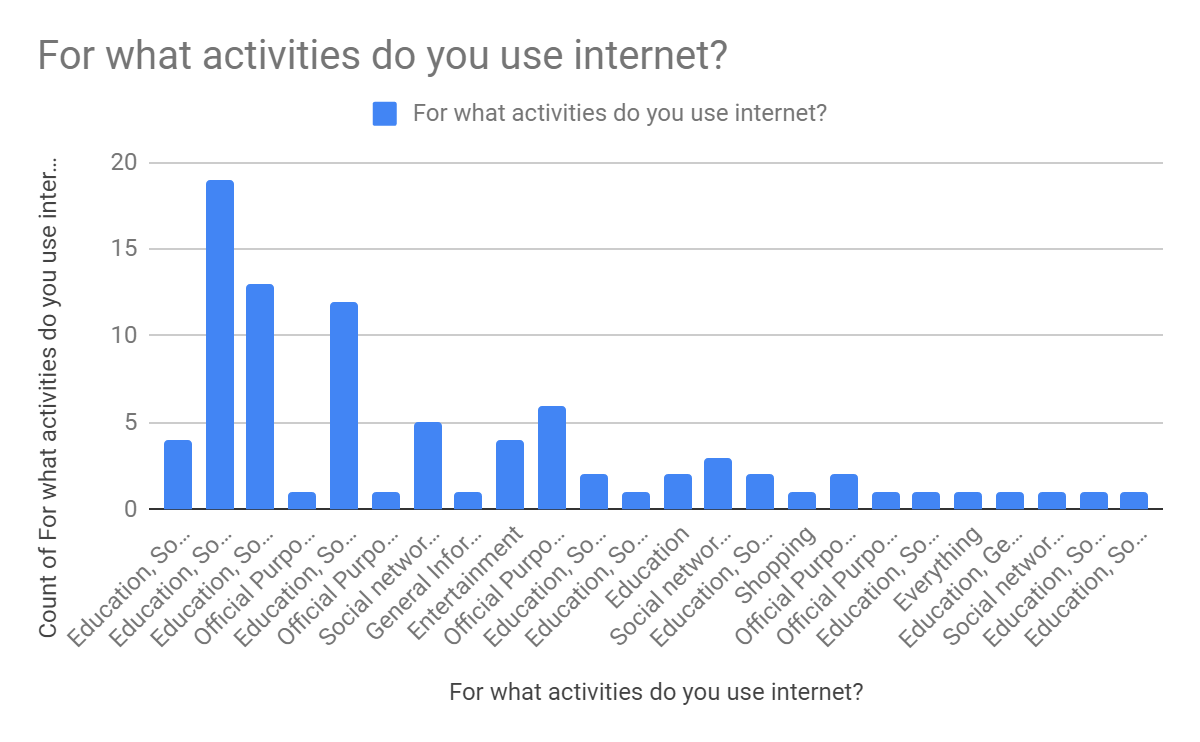 For what activities do you use internet?
For what activities do you use internet?
Count of For what activities do you use inter...
20
15
10
5
0
Education, So...
Education, So...
Education, So...
Official Purpo...
Education, So...
Official Purpo...
Social networ...
General Infor...
Entertainment
Official Purpo...
Education, So...
Education, So...
Education
Social networ...
Education, So...
Shopping
Official Purpo...
Official Purpo...
Education, So...
Everything
Education, Ge...
Social networ...
Education, So...
Education, So...
For what activities do you use internet?